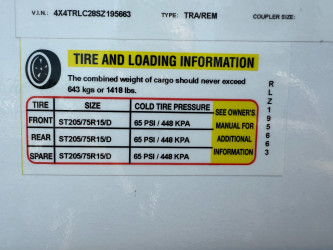 V.I.N.: 4X4TRLC28SZ195663 TYPE: TRA/REM COUPLER SIZE:
TIRE AND LOADING INFORMATION
The combined weight of cargo should never exceed
643 kgs or 1418 lbs.
TIRE SIZE COLD TIRE PRESSURE
FRONT ST205/75R15/D 65 PSI / 448 KPA
REAR ST205/75R15/D 65 PSI / 448 KPA
SPARE ST205/75R15/D 65 PSI / 448 KPA
SEE OWNER'S
MANUAL FOR
ADDITIONAL
INFORMATION
RLZ195663